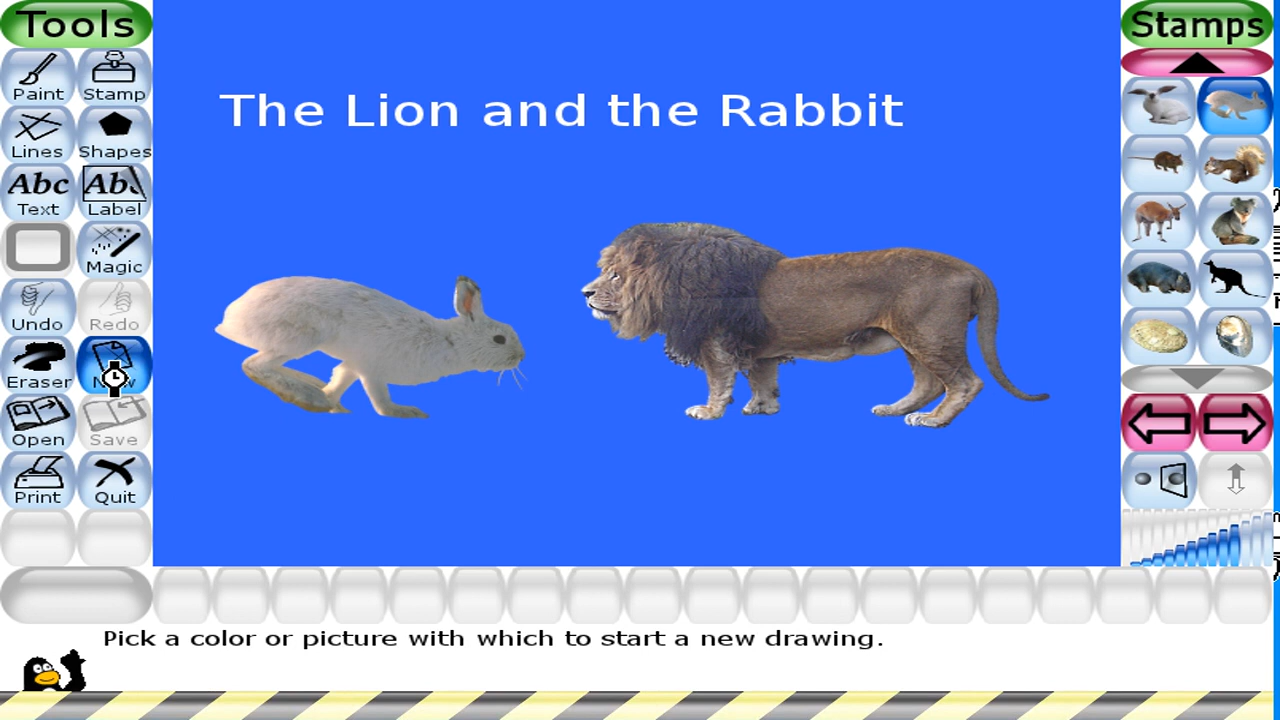 Tools
Stamps
Paint
Stamp
Lines
Shapes
Abc
Text
Abc
Label
Magic
Undo
Redo
Eraser
Open
Save
Print
Quit
The Lion and the Rabbit
Pick a color or picture with which to start a new drawing.